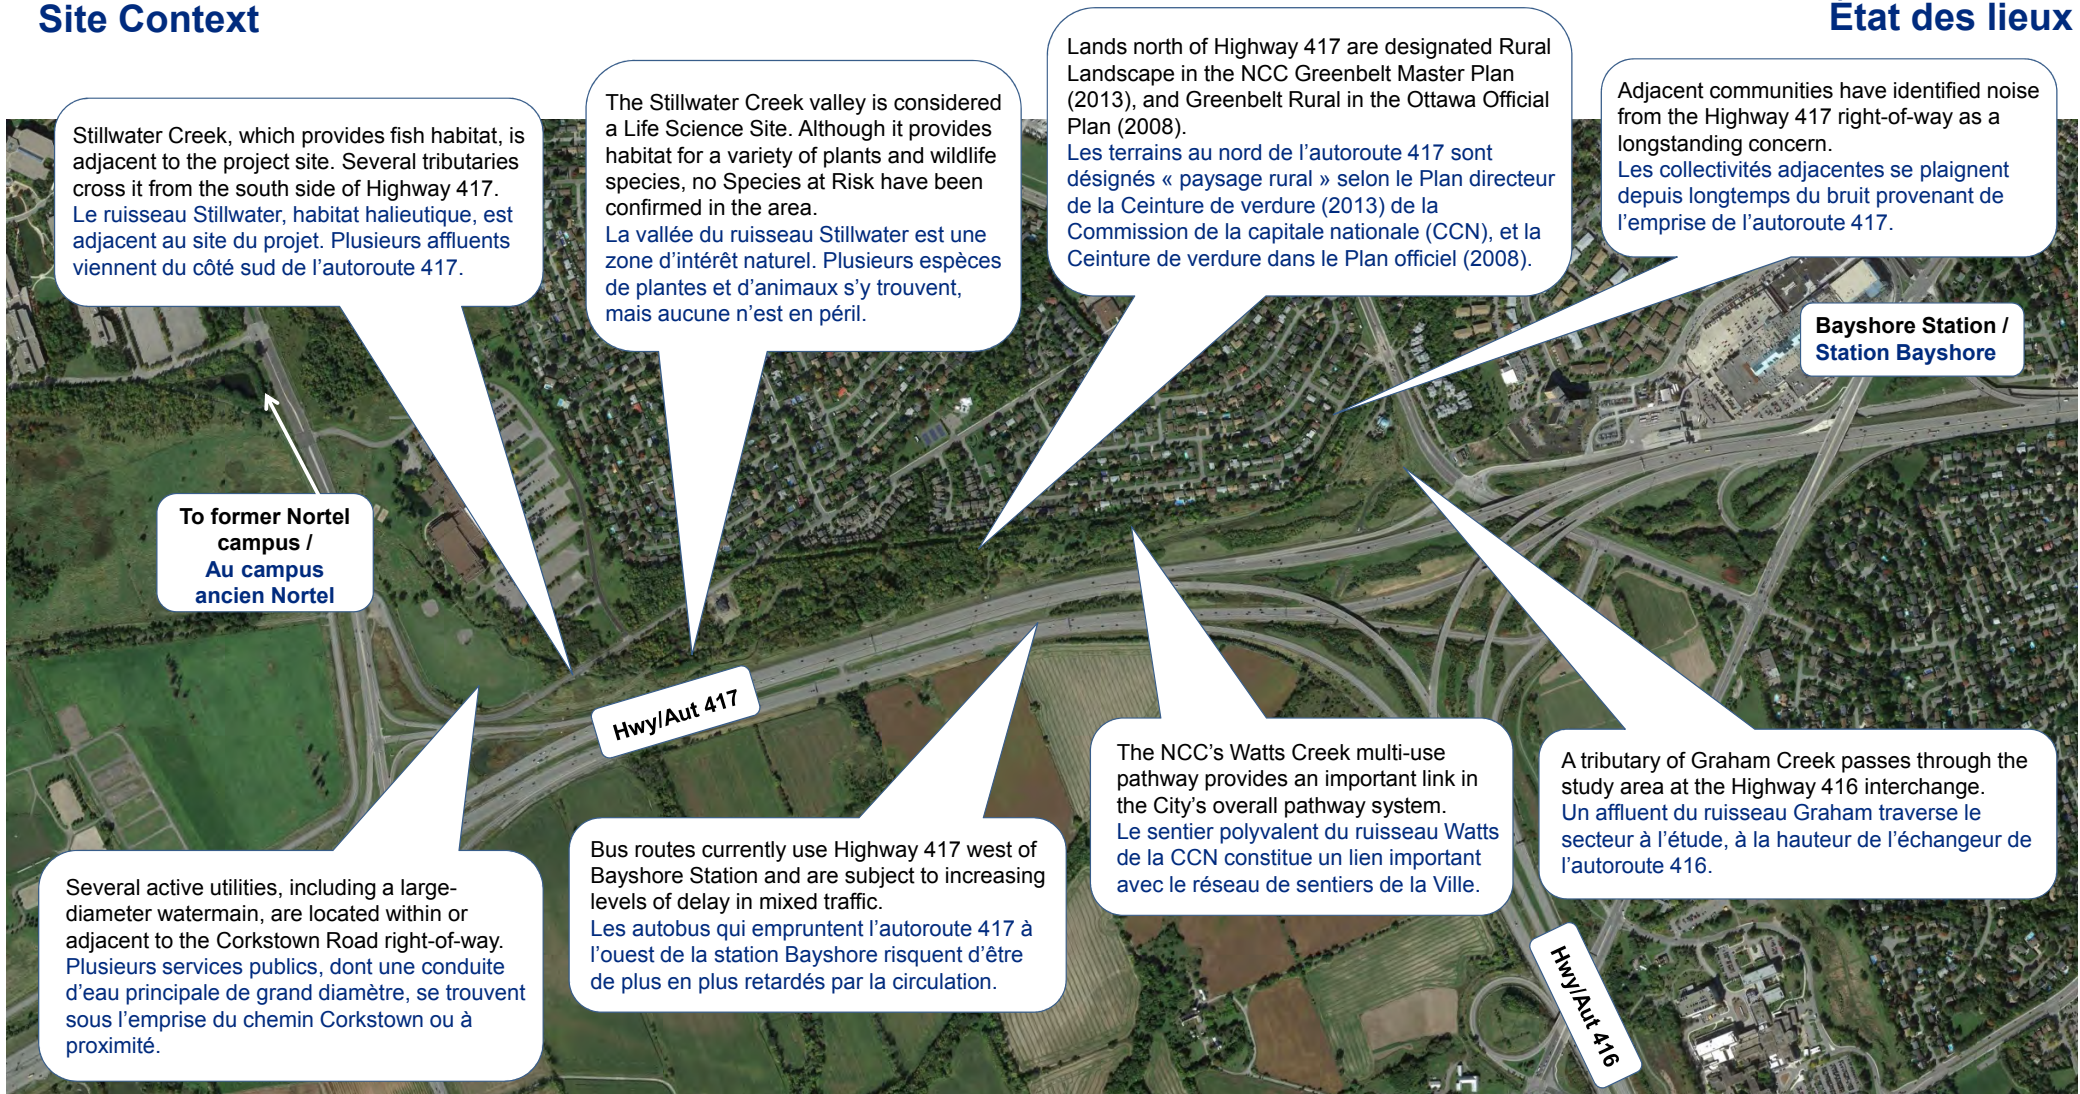 Site Context
État des lieux
Stillwater Creek, which provides fish habitat, is
adjacent to the project site. Several tributaries
cross it from the south side of Highway 417.
Le ruisseau Stillwater, habitat halieutique, est
adjacent au site du projet. Plusieurs affluents
viennent du côté sud de l’autoroute 417.
The Stillwater Creek valley is considered
a Life Science Site. Although it provides
habitat for a variety of plants and wildlife
species, no Species at Risk have been
confirmed in the area.
La vallée du ruisseau Stillwater est une
zone d’intérêt naturel. Plusieurs espèces
de plantes et d’animaux s’y trouvent,
mais aucune n’est en péril.
Lands north of Highway 417 are designated Rural
Landscape in the NCC Greenbelt Master Plan
(2013), and Greenbelt Rural in the Ottawa Official
Plan (2008).
Les terrains au nord de l’autoroute 417 sont
désignés « paysage rural » selon le Plan directeur
de la Ceinture de verdure (2013) de la
Commission de la capitale nationale (CCN), et la
Ceinture de verdure dans le Plan officiel (2008).
Adjacent communities have identified noise
from the Highway 417 right-of-way as a
longstanding concern.
Les collectivités adjacentes se plaignent
depuis longtemps du bruit provenant de
l’emprise de l’autoroute 417.
Bayshore Station /
Station Bayshore
To former Nortel
campus /
Au campus
ancien Nortel
Hwy/Aut 417
Several active utilities, including a large-
diameter watermain, are located within or
adjacent to the Corkstown Road right-of-way.
Plusieurs services publics, dont une conduite
d’eau principale de grand diamètre, se trouvent
sous l’emprise du chemin Corkstown ou à
proximité.
Bus routes currently use Highway 417 west of
Bayshore Station and are subject to increasing
levels of delay in mixed traffic.
Les autobus qui empruntent l’autoroute 417 à
l’ouest de la station Bayshore risquent d’être
de plus en plus retardés par la circulation.
The NCC’s Watts Creek multi-use
pathway provides an important link in
the City’s overall pathway system.
Le sentier polyvalent du ruisseau Watts
de la CCN constitue un lien important
avec le réseau de sentiers de la Ville.
A tributary of Graham Creek passes through the
study area at the Highway 416 interchange.
Un affluent du ruisseau Graham traverse le
secteur à l’étude, à la hauteur de l’échangeur de
l’autoroute 416.
Hwy/Aut 416